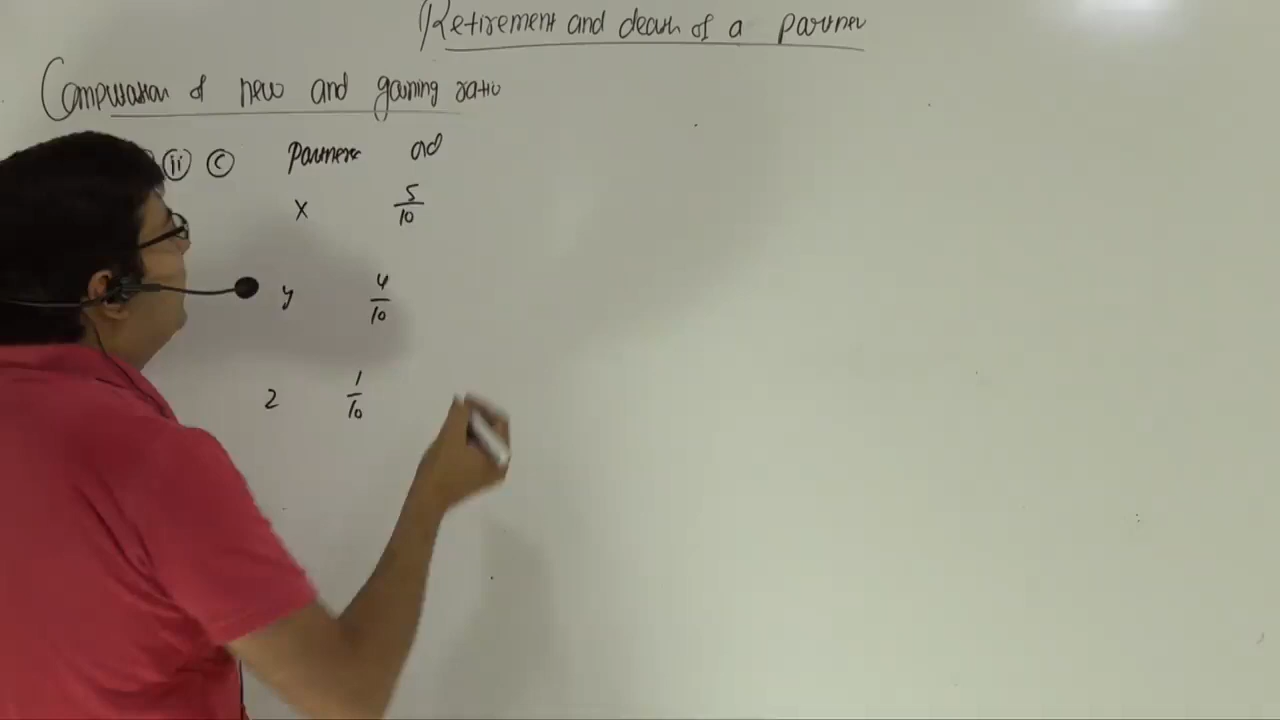 Retirement and death of a partner
Computation of new and gaining ratio
(ii) (c) Partners old
X 5/10
y 4/10
Z 1/10